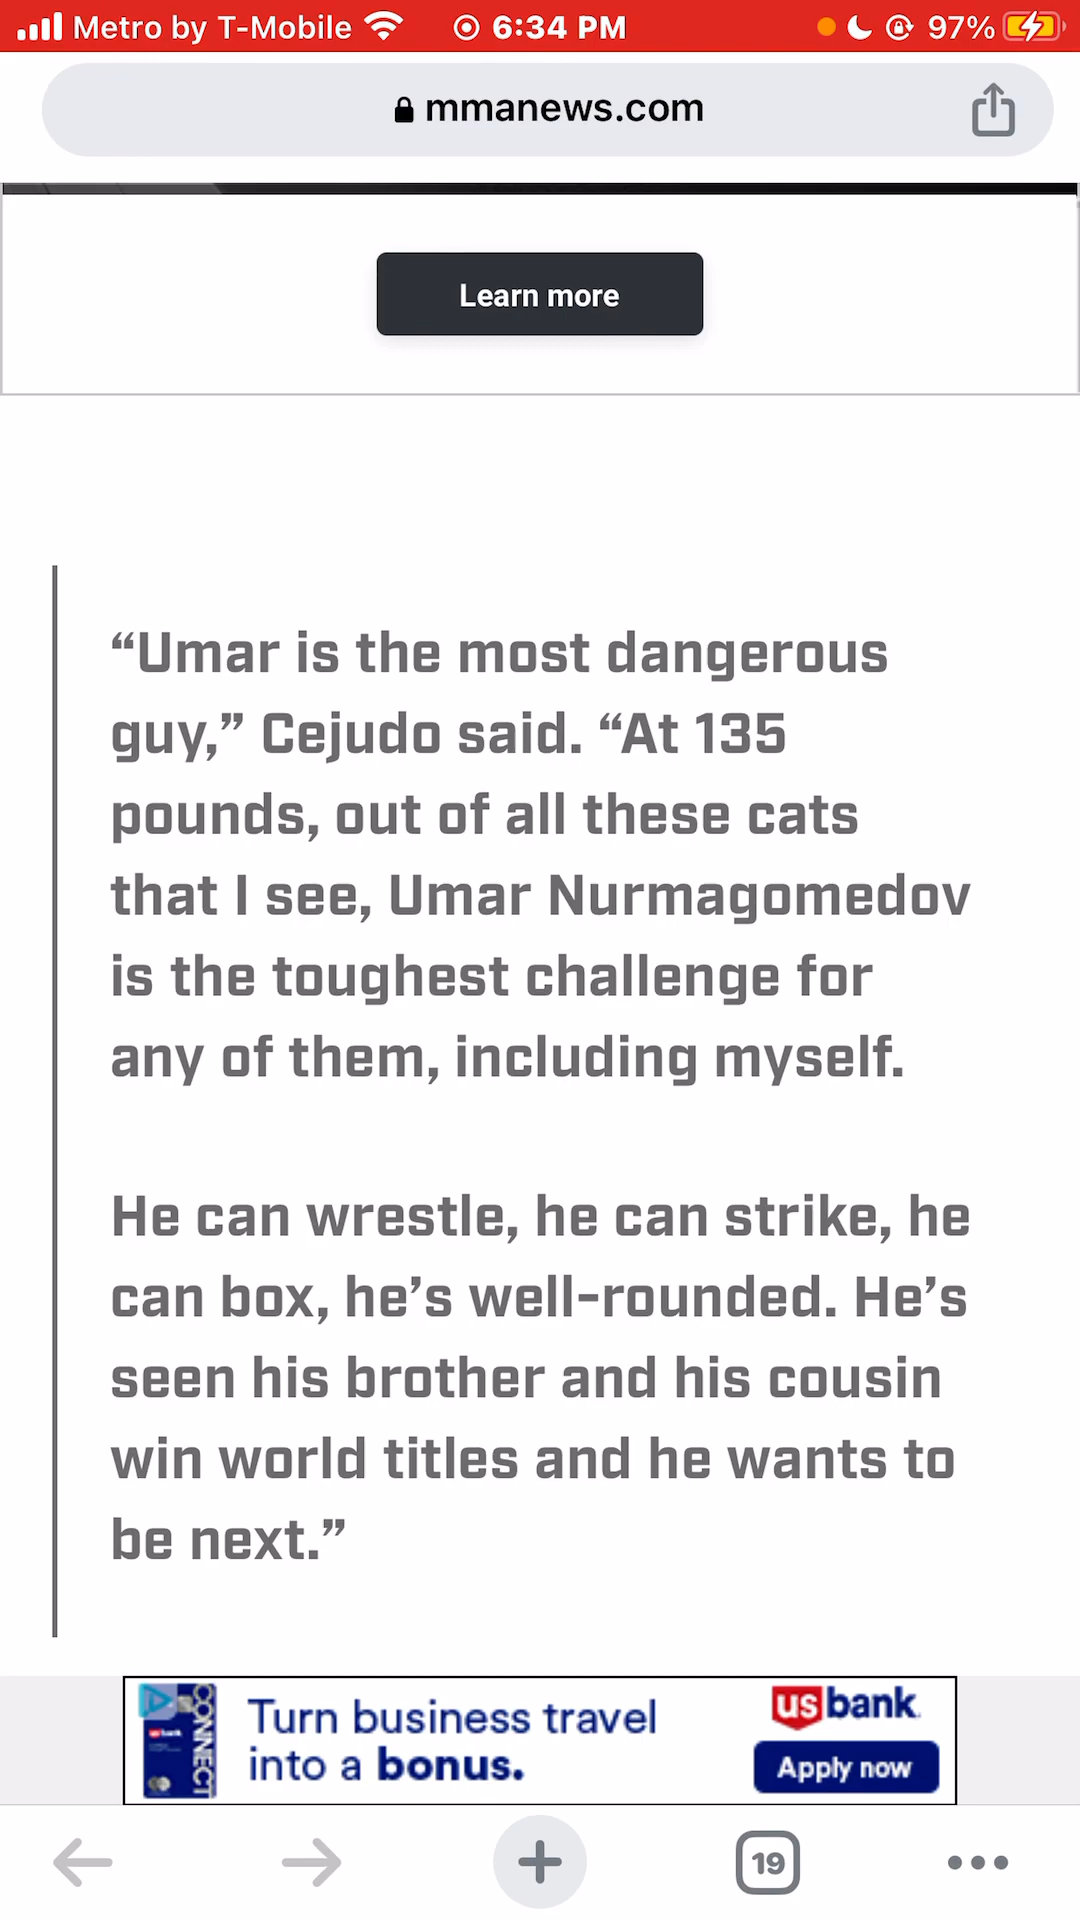 Metro by T-Mobile 6:34 PM 97%
mmanews.com
Learn more
“Umar is the most dangerous
guy,” Cejudo said. “At 135
pounds, out of all these cats
that I see, Umar Nurmagomedov
is the toughest challenge for
any of them, including myself.
He can wrestle, he can strike, he
can box, he’s well-rounded. He’s
seen his brother and his cousin
win world titles and he wants to
be next.”
CONNECT
Turn business travel
into a bonus.
usbank
Apply now
19